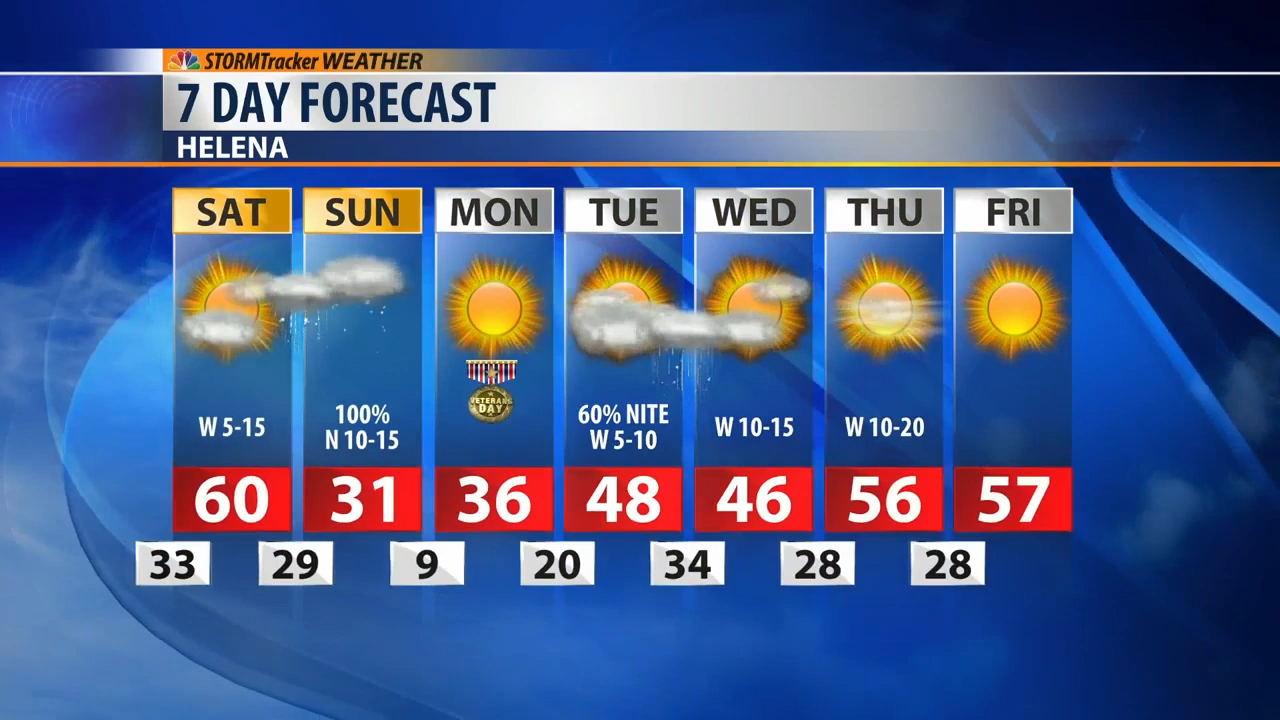 STORMTracker WEATHER
7 DAY FORECAST
HELENA
SAT SUN MON TUE WED THU FRI
VETERANS
DAY
W 5-15
100%
N 10-15
60% NITE
W 5-10
W 10-15
W 10-20
60 31 36 48 46 56 57
33 29 9 20 34 28 28